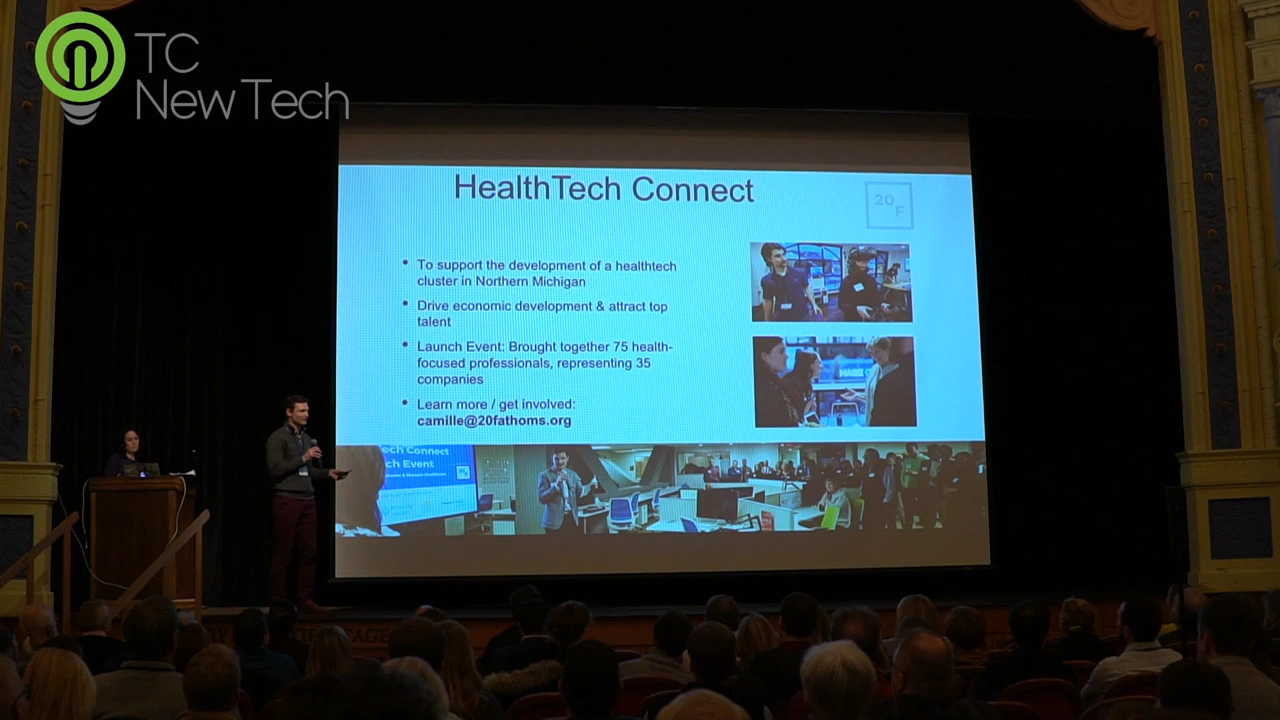 TC
NewTech
HealthTech Connect
20
F
To support the development of a healthtech
cluster in Northern Michigan
Drive economic development & attract top
talent
Launch Event: Brought together 75 health-
focused professionals, representing 35
companies
Learn more / get involved:
camille@20fathoms.org
ech Connect
ch Event